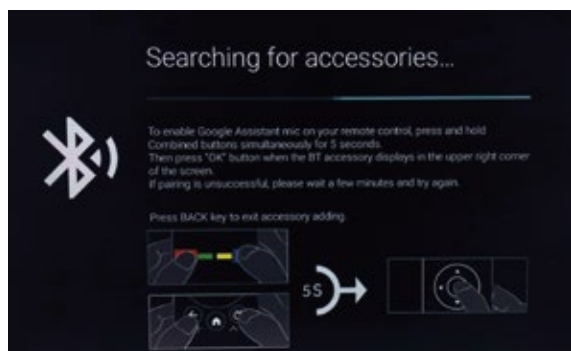 Searching for accessories...
To enable Google Assistant mic on your remote control, press and hold
Combined buttons simultaneously for 5 seconds.
Then press "OK" button when the BT accessory displays in the upper right corner
of the screen.
If pairing is unsuccessful, please wait a few minutes and try again.
Press BACK key to exit accessory adding.
5S